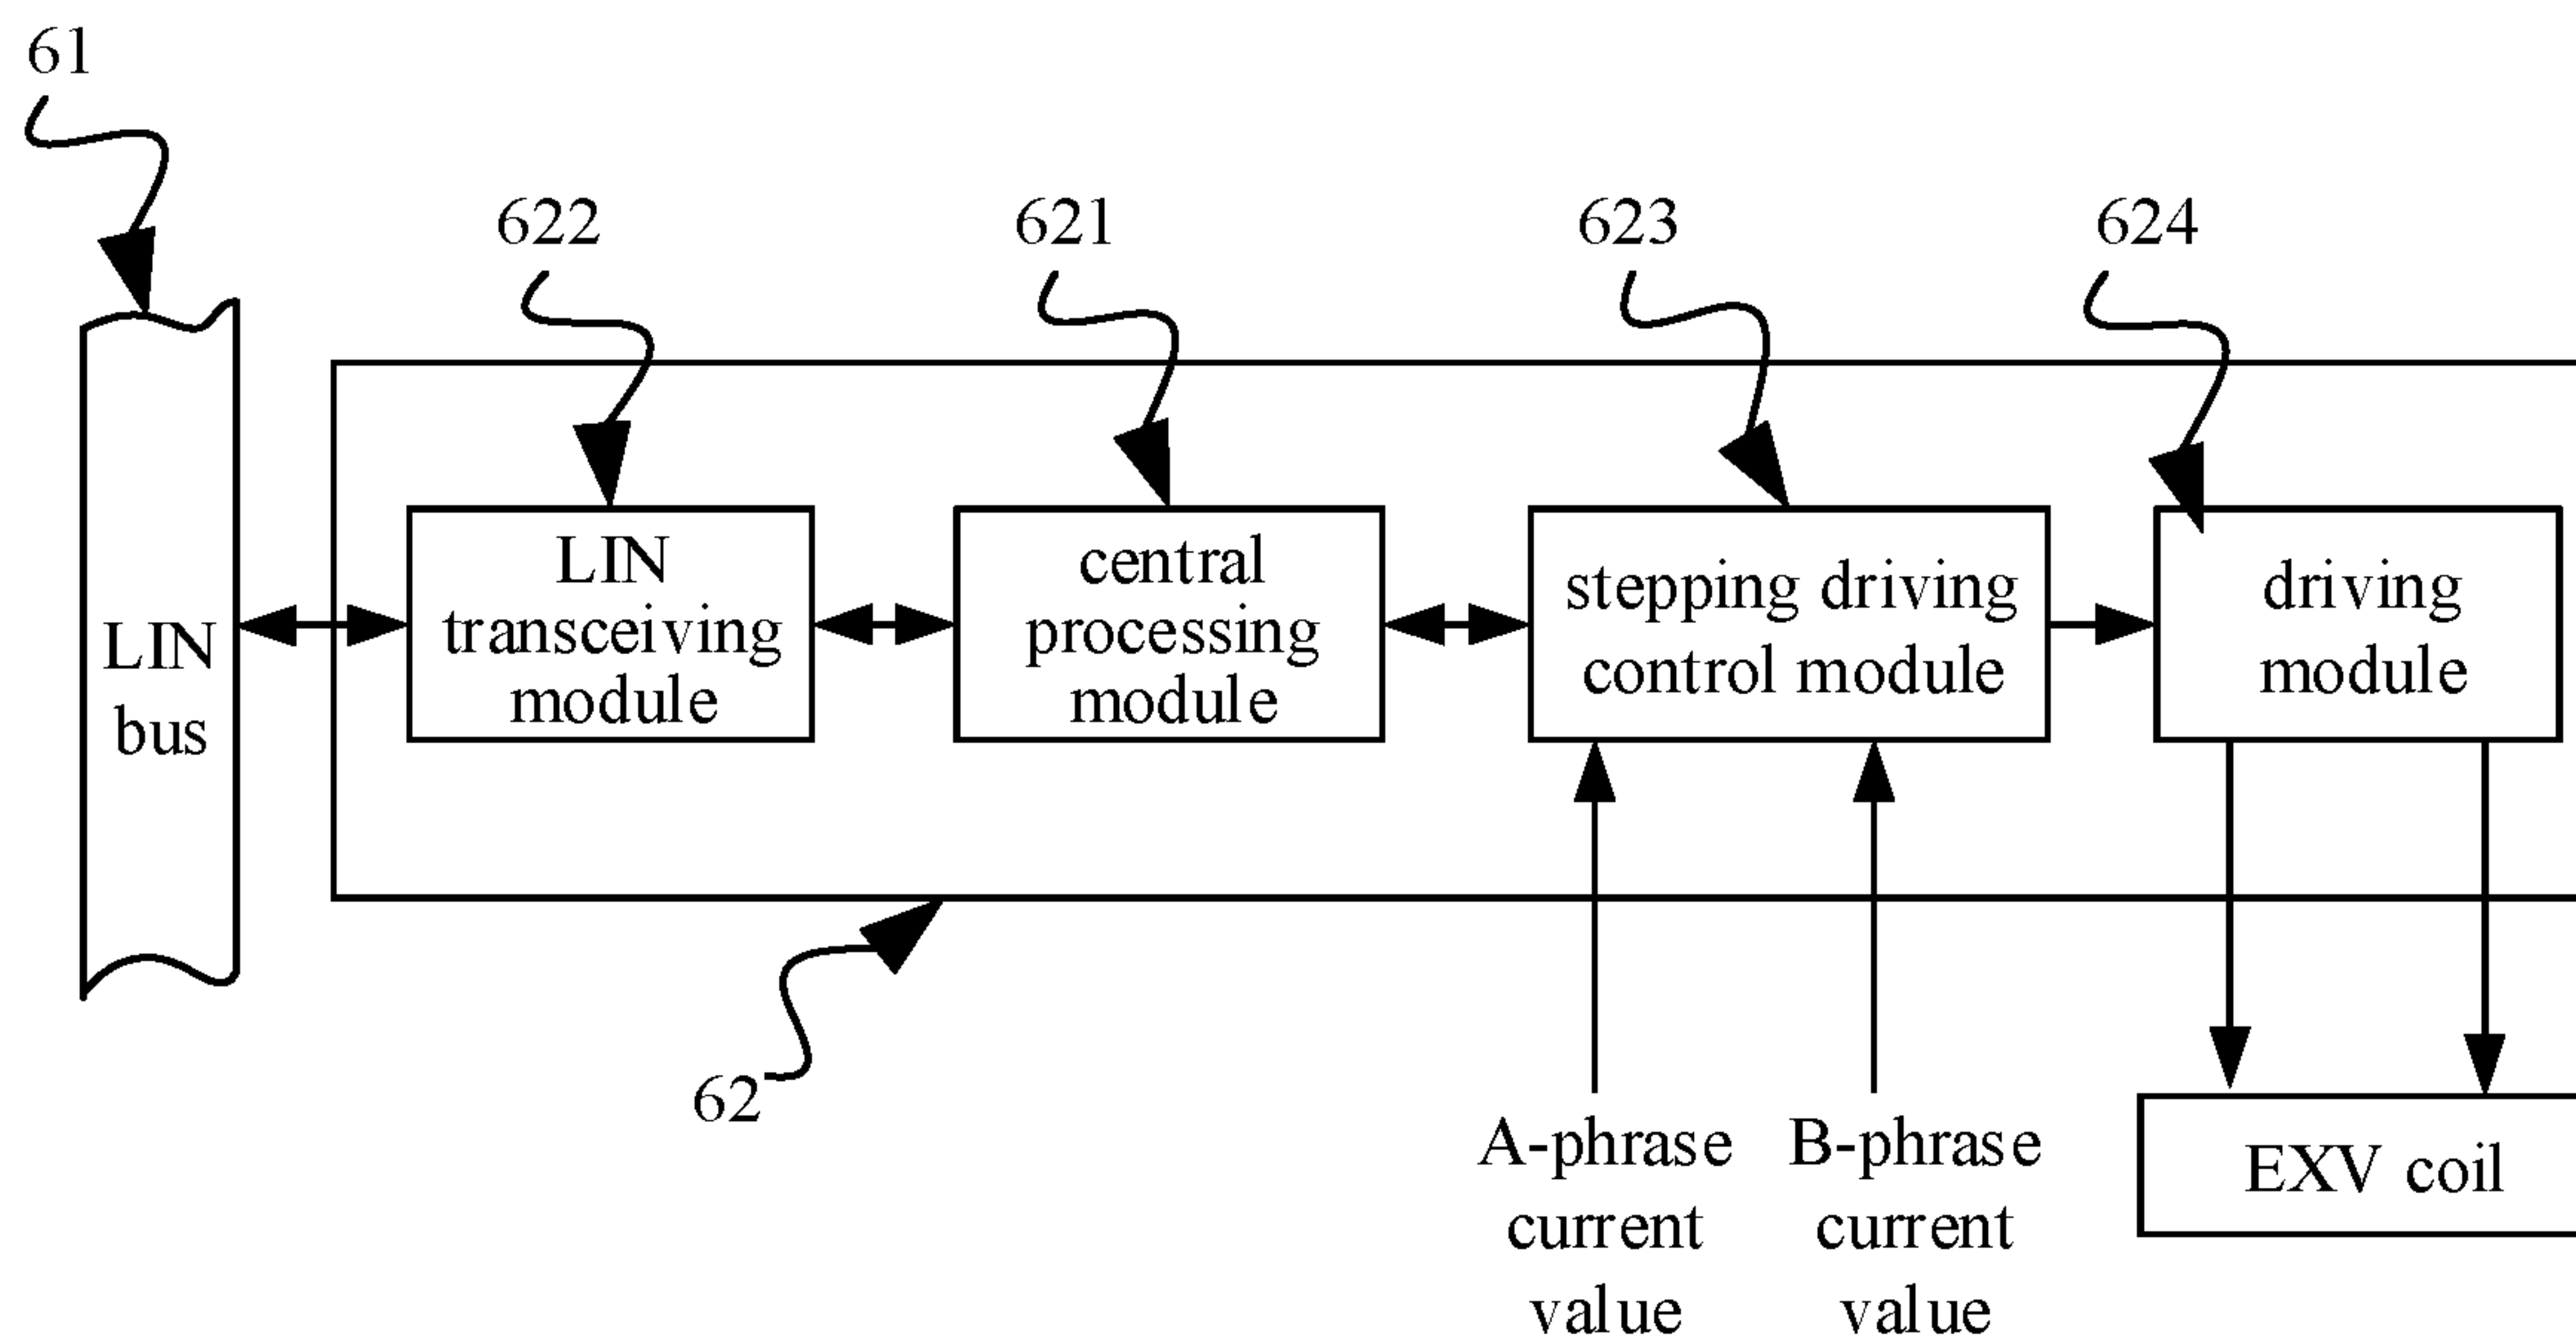 61
622
621
623
624
LIN
bus
LIN
transceiving
module
central
processing
module
stepping driving
control module
driving
module
62
A-phrase
current
value
B-phrase
current
value
EXV coil